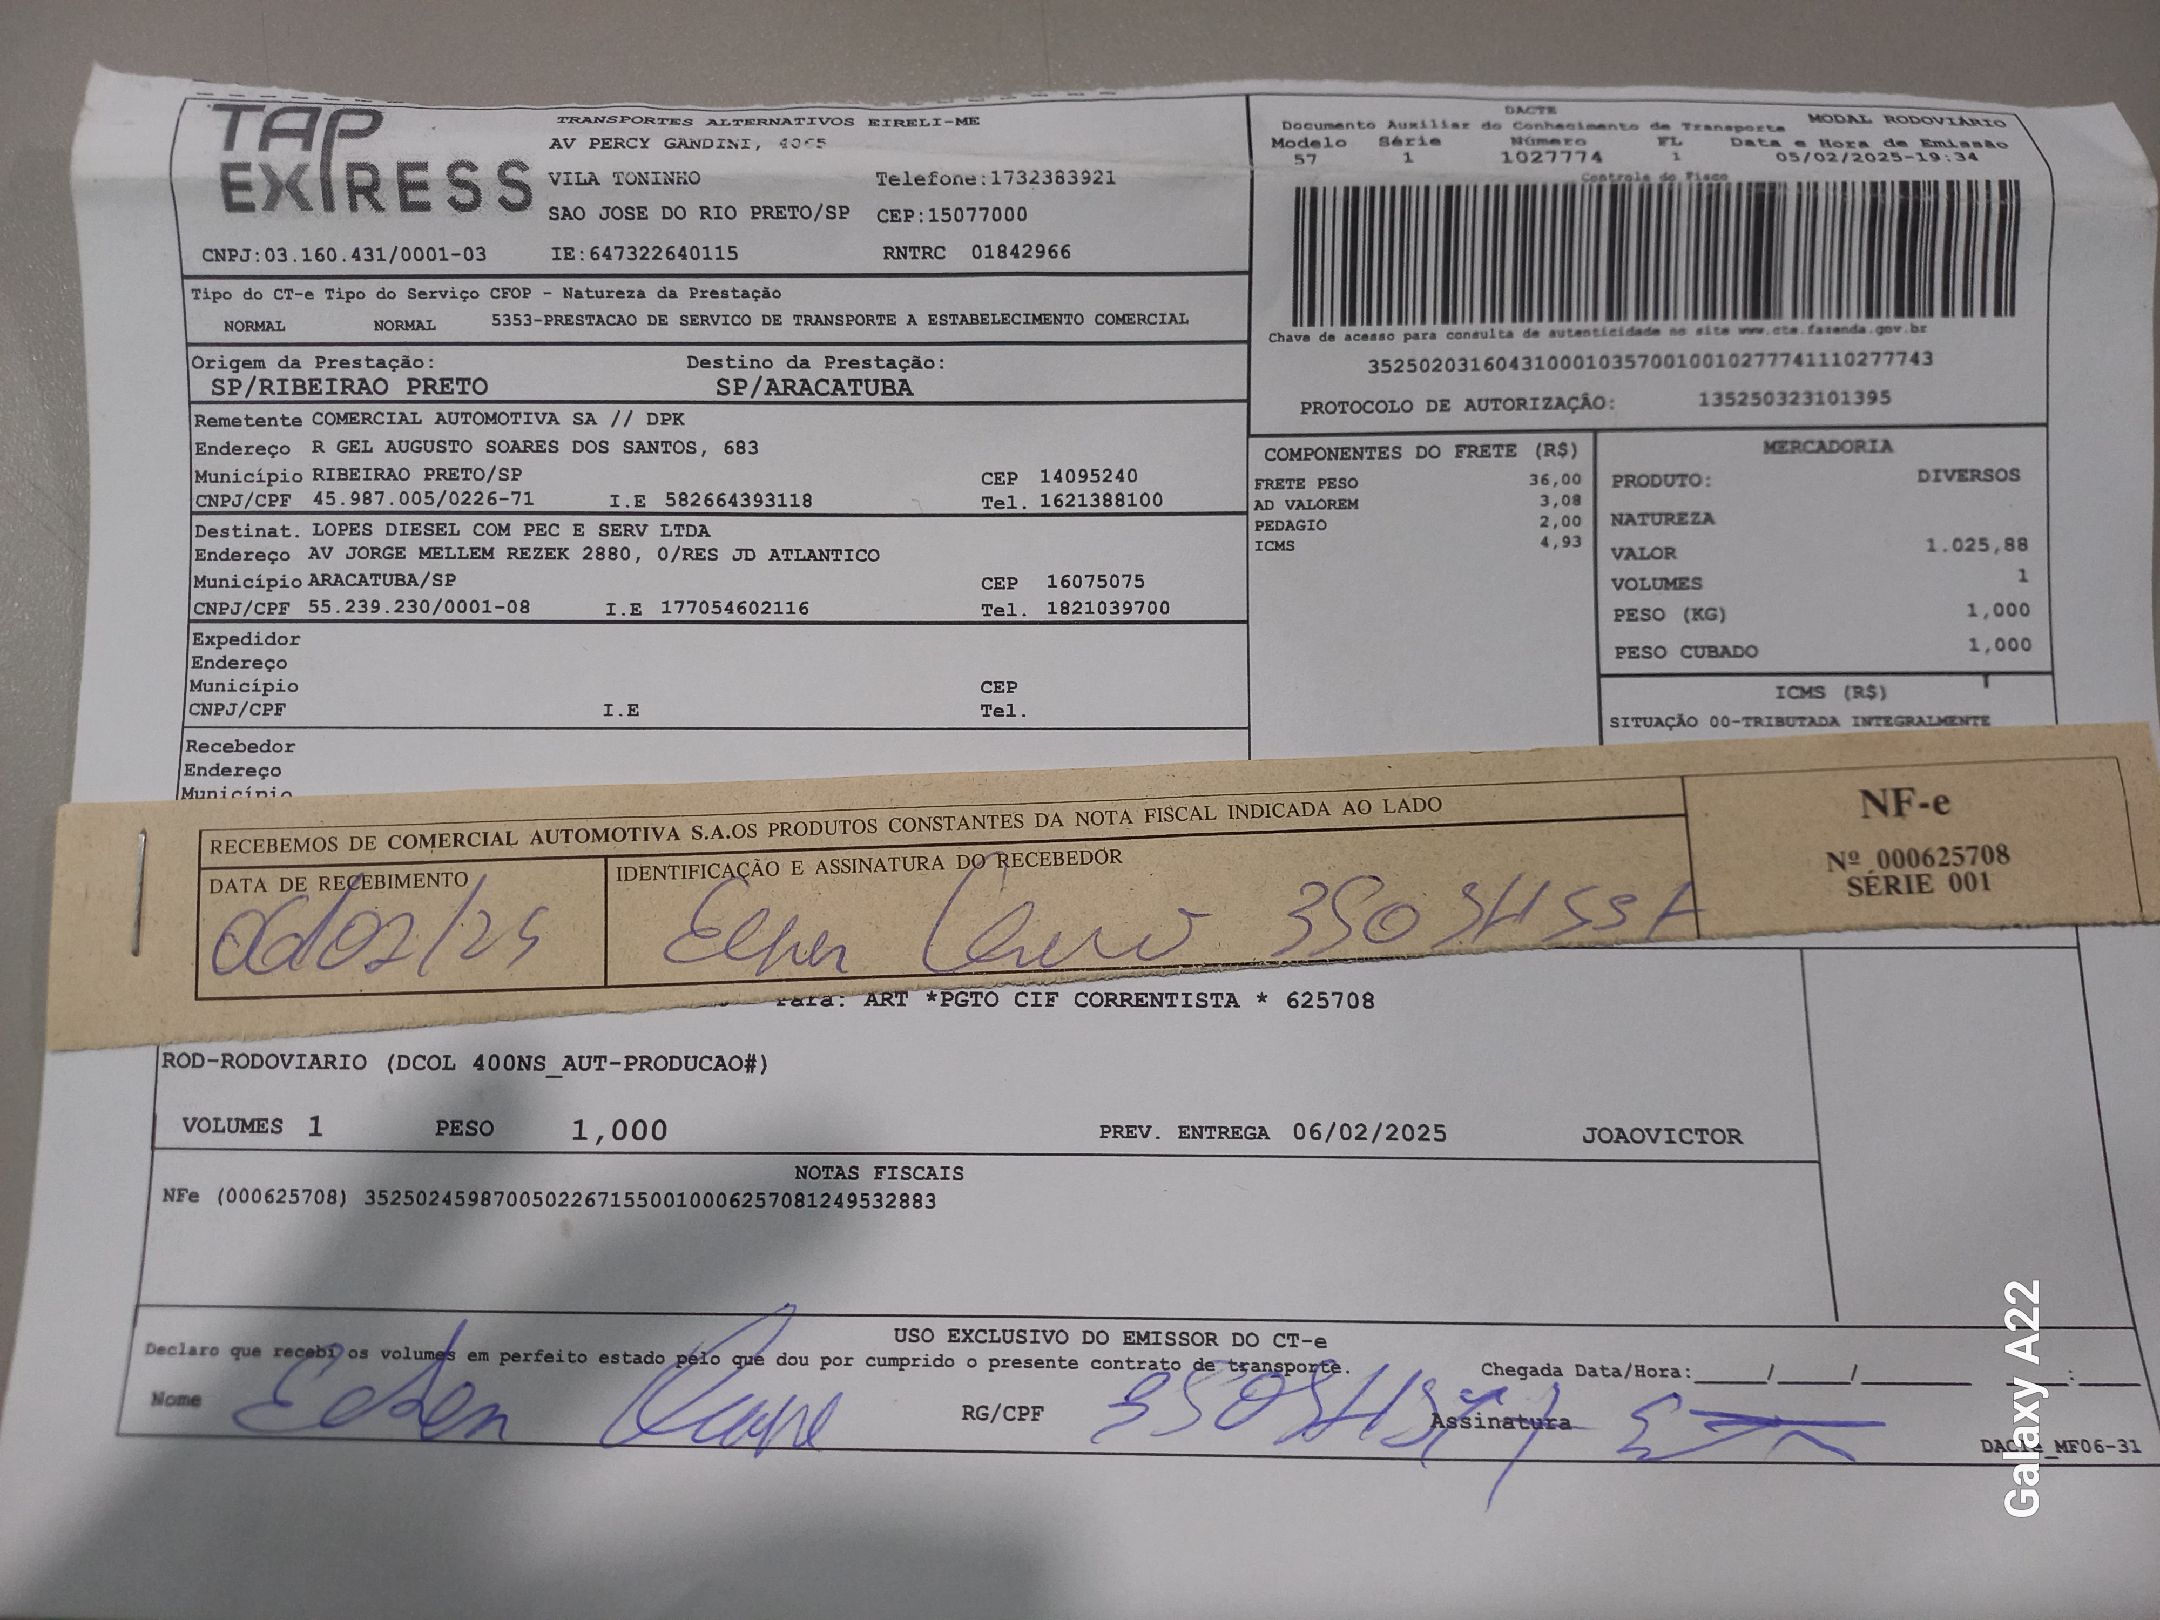 TAP EXPRESS
TRANSPORTES ALTERNATIVOS EIRELI-ME
AV PERCY GANDINI, 4065
VILA TONINHO Telefone:1732383921
SAO JOSE DO RIO PRETO/SP CEP:15077000
CNPJ:03.160.431/0001-03 IE:647322640115 RNTRC 01842966
DACTE
Documento Auxiliar do Conhecimento de Transporte MODAL RODOVIÁRIO
Modelo Série Número FL Data e Hora de Emissão
57 1 1027774 1 05/02/2025-19:34
Controle do Fisco
Chave de acesso para consulta de autenticidade no site www.cte.fazenda.gov.br
35250203160431000103570010010277741110277743
PROTOCOLO DE AUTORIZAÇÃO: 135250323101395
Tipo do CT-e Tipo do Serviço CFOP - Natureza da Prestação
NORMAL NORMAL 5353-PRESTACAO DE SERVICO DE TRANSPORTE A ESTABELECIMENTO COMERCIAL
Origem da Prestação: Destino da Prestação:
SP/RIBEIRAO PRETO SP/ARACATUBA
Remetente COMERCIAL AUTOMOTIVA SA // DPK
Endereço R GEL AUGUSTO SOARES DOS SANTOS, 683
Município RIBEIRAO PRETO/SP CEP 14095240
CNPJ/CPF 45.987.005/0226-71 I.E 582664393118 Tel. 1621388100
Destinat. LOPES DIESEL COM PEC E SERV LTDA
Endereço AV JORGE MELLEM REZEK 2880, 0/RES JD ATLANTICO
Município ARACATUBA/SP CEP 16075075
CNPJ/CPF 55.239.230/0001-08 I.E 177054602116 Tel. 1821039700
Expedidor
Endereço
Município CEP
CNPJ/CPF I.E Tel.
Recebedor
Endereço
Município
COMPONENTES DO FRETE (R$)
FRETE PESO 36,00
AD VALOREM 3,08
PEDAGIO 2,00
ICMS 4,93
MERCADORIA
PRODUTO: DIVERSOS
NATUREZA
VALOR 1.025,88
VOLUMES 1
PESO (KG) 1,000
PESO CUBADO 1,000
ICMS (R$)
SITUAÇÃO 00-TRIBUTADA INTEGRALMENTE
RECEBEMOS DE COMERCIAL AUTOMOTIVA S.A.OS PRODUTOS CONSTANTES DA NOTA FISCAL INDICADA AO LADO
DATA DE RECEBIMENTO IDENTIFICAÇÃO E ASSINATURA DO RECEBEDOR
06/02/25
NF-e
Nº 000625708
SÉRIE 001
Para: ART *PGTO CIF CORRENTISTA * 625708
ROD-RODOVIARIO (DCOL 400NS_AUT-PRODUCAO#)
VOLUMES 1 PESO 1,000 PREV. ENTREGA 06/02/2025 JOAOVICTOR
NOTAS FISCAIS
NFe (000625708) 35250245987005022671550010006257081249532883
USO EXCLUSIVO DO EMISSOR DO CT-e
Declaro que recebi os volumes em perfeito estado pelo que dou por cumprido o presente contrato de transporte.
Chegada Data/Hora:____/____/______ __:__
Nome RG/CPF Assinatura
DACTE_MF06-31
Galaxy A22